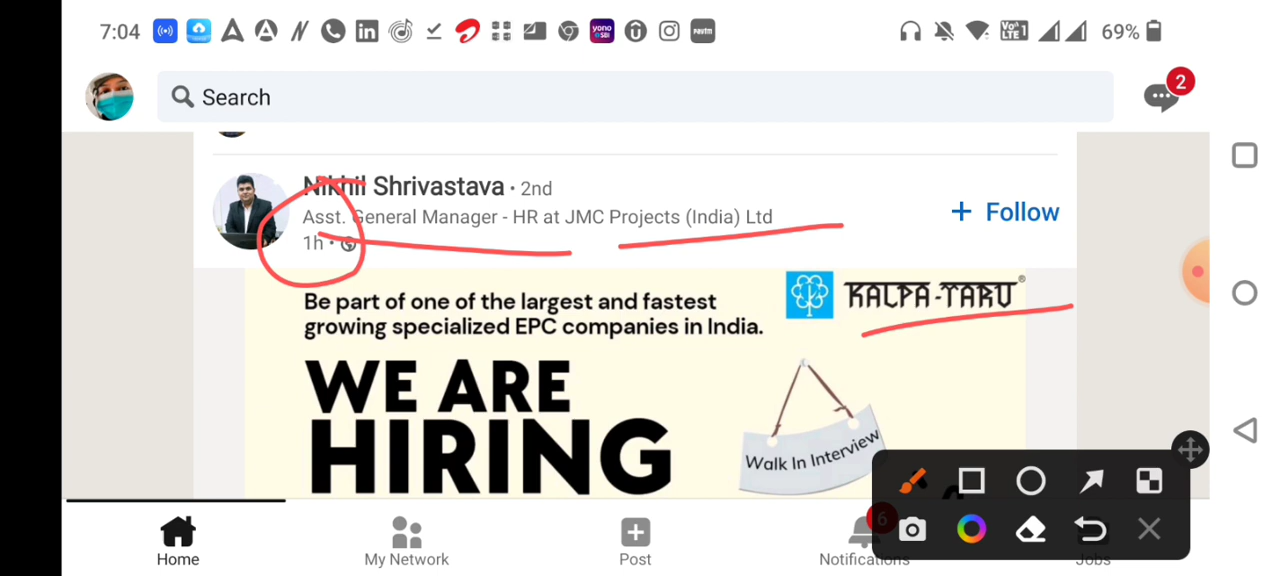 7:04
VoLTE1
69%
Search
2
Nikhil Shrivastava • 2nd
Asst. General Manager - HR at JMC Projects (India) Ltd
1h •
+ Follow
Be part of one of the largest and fastest
growing specialized EPC companies in India.
KALPA-TARU®
WE ARE
HIRING
Walk In Interview
Home
My Network
Post
6
Notifications
Jobs